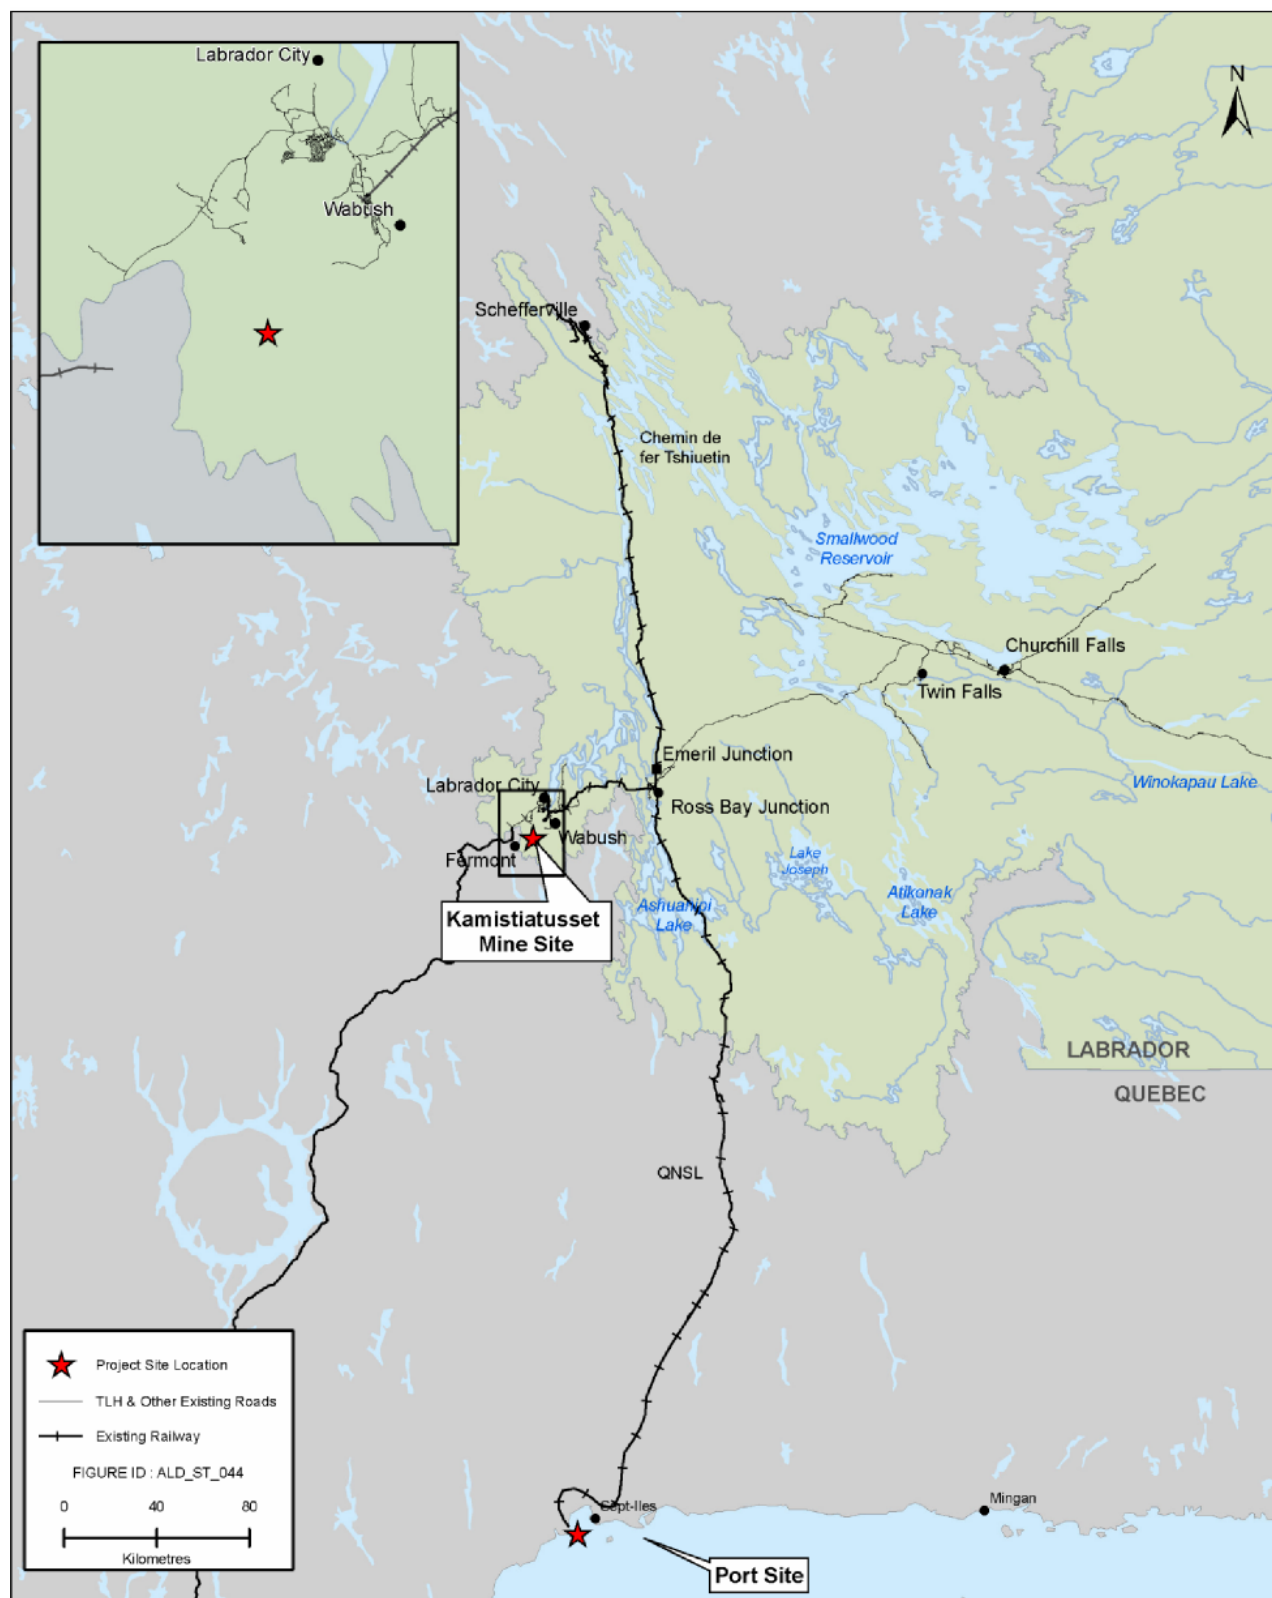 Labrador City
Wabush
N
Schefferville
Chemin de
fer Tshiuetin
Smallwood
Reservoir
Churchill Falls
Twin Falls
Emeril Junction
Winokapau Lake
Labrador City
Ross Bay Junction
Wabush
Fermont
Lake
Joseph
Atikonak
Lake
Ashuanipi
Lake
Kamistiatusset
Mine Site
LABRADOR
QUEBEC
QNSL
Project Site Location
TLH & Other Existing Roads
Existing Railway
FIGURE ID : ALD_ST_044
0 40 80
Kilometres
Sept-Iles
Mingan
Port Site